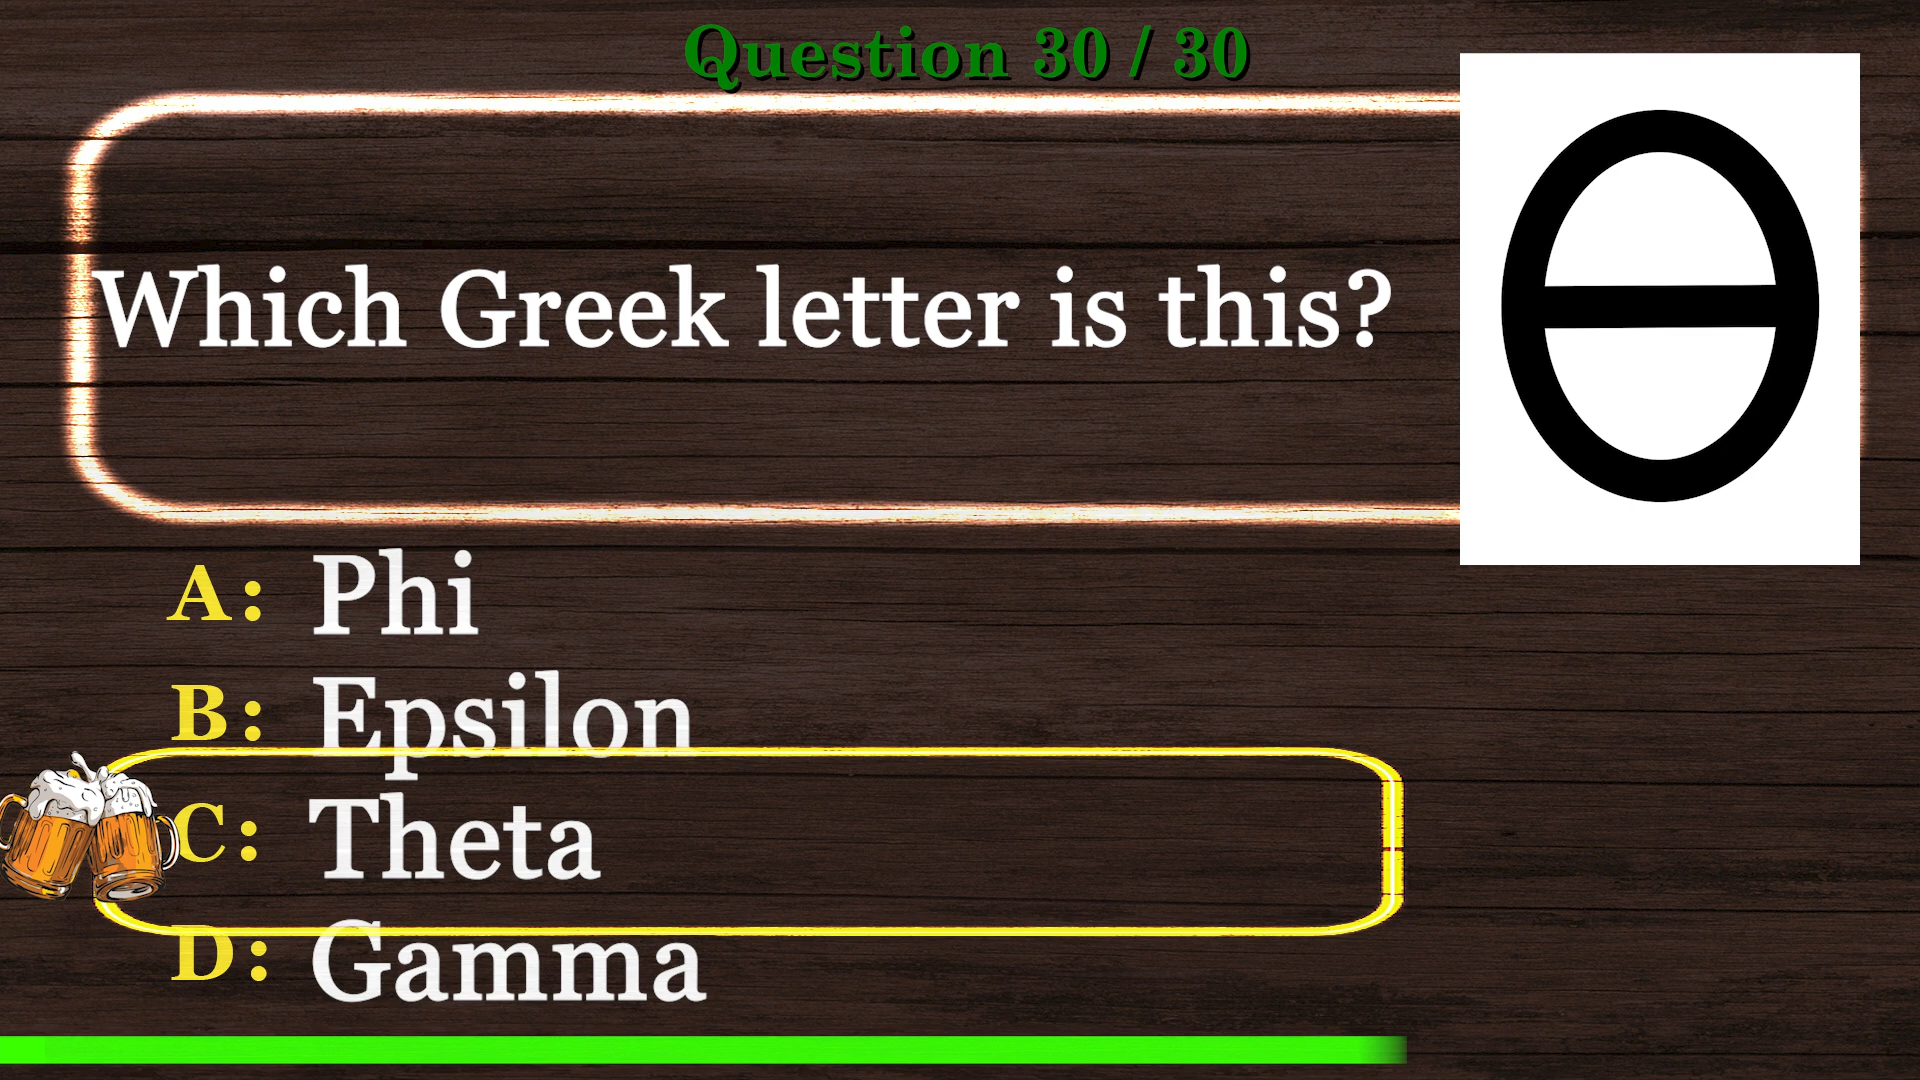 Question 30 / 30
Which Greek letter is this?
Θ
A: Phi
B: Epsilon
C: Theta
D: Gamma